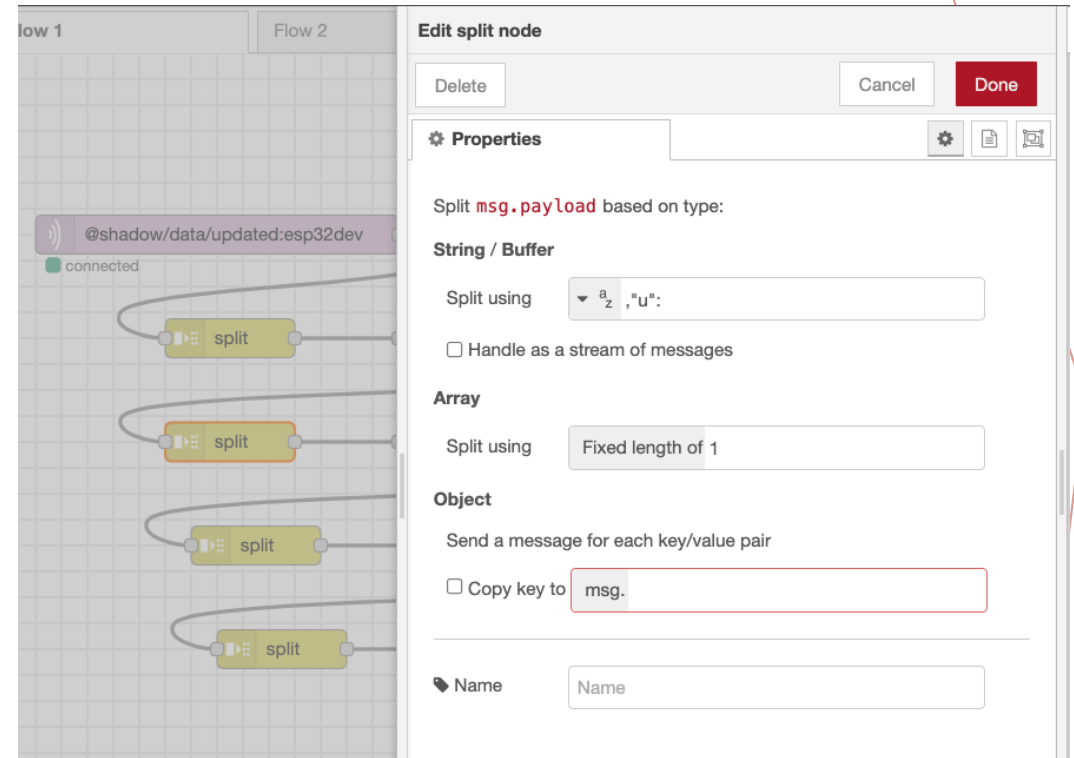 low 1
Flow 2
Edit split node
Delete
Cancel
Done
Properties
Split msg.payload based on type:
@shadow/data/updated:esp32dev
connected
String / Buffer
Split using
a
z
,"u":
split
Handle as a stream of messages
Array
split
Split using
Fixed length of 1
Object
Send a message for each key/value pair
split
Copy key to
msg.
split
Name
Name